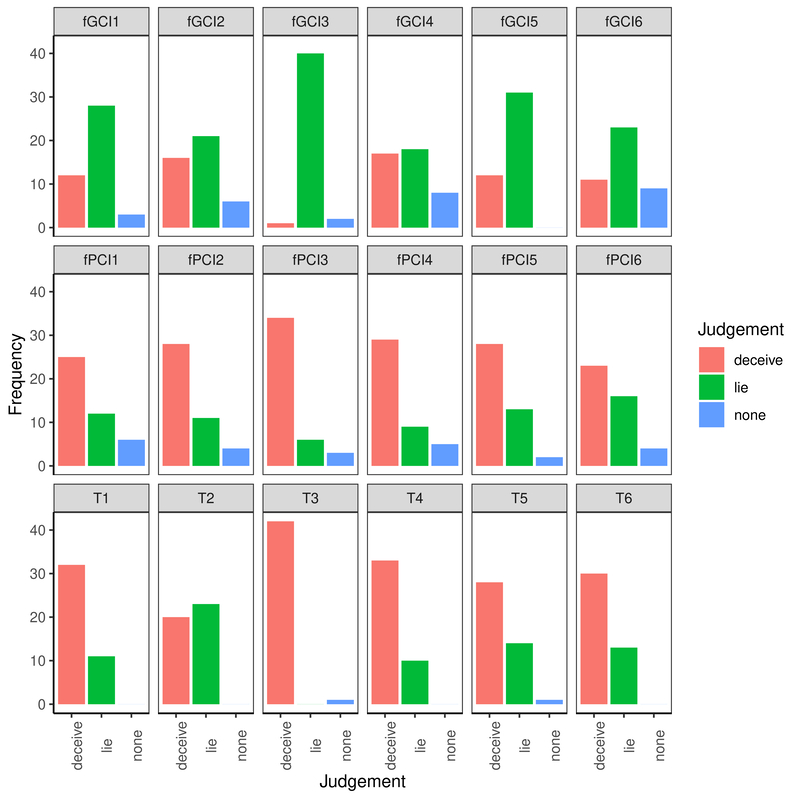 fGCI1 fGCI2 fGCI3 fGCI4 fGCI5 fGCI6
40
30
20
10
0
fPCI1 fPCI2 fPCI3 fPCI4 fPCI5 fPCI6
40
30
20
10
0
T1 T2 T3 T4 T5 T6
40
30
20
10
0
deceive lie none deceive lie none deceive lie none deceive lie none deceive lie none deceive lie none
Judgement
Frequency
Judgement
deceive
lie
none